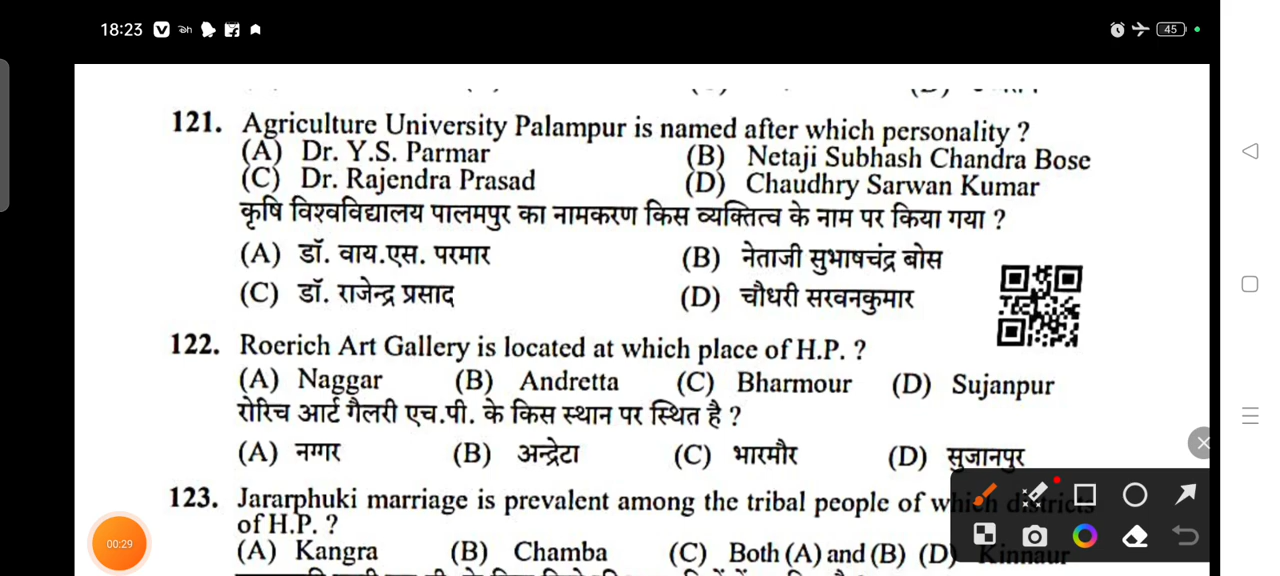 18:23
45
121. Agriculture University Palampur is named after which personality ?
(A) Dr. Y.S. Parmar (B) Netaji Subhash Chandra Bose
(C) Dr. Rajendra Prasad (D) Chaudhry Sarwan Kumar
कृषि विश्वविद्यालय पालमपुर का नामकरण किस व्यक्तित्व के नाम पर किया गया ?
(A) डॉ. वाय.एस. परमार (B) नेताजी सुभाषचंद्र बोस
(C) डॉ. राजेन्द्र प्रसाद (D) चौधरी सरवनकुमार
122. Roerich Art Gallery is located at which place of H.P. ?
(A) Naggar (B) Andretta (C) Bharmour (D) Sujanpur
रोरिच आर्ट गैलरी एच.पी. के किस स्थान पर स्थित है ?
(A) नग्गर (B) अन्द्रेटा (C) भारमौर (D) सुजानपुर
123. Jararphuki marriage is prevalent among the tribal people of which districts
of H.P. ?
(A) Kangra (B) Chamba (C) Both (A) and (B) (D) Kinnaur
00:29